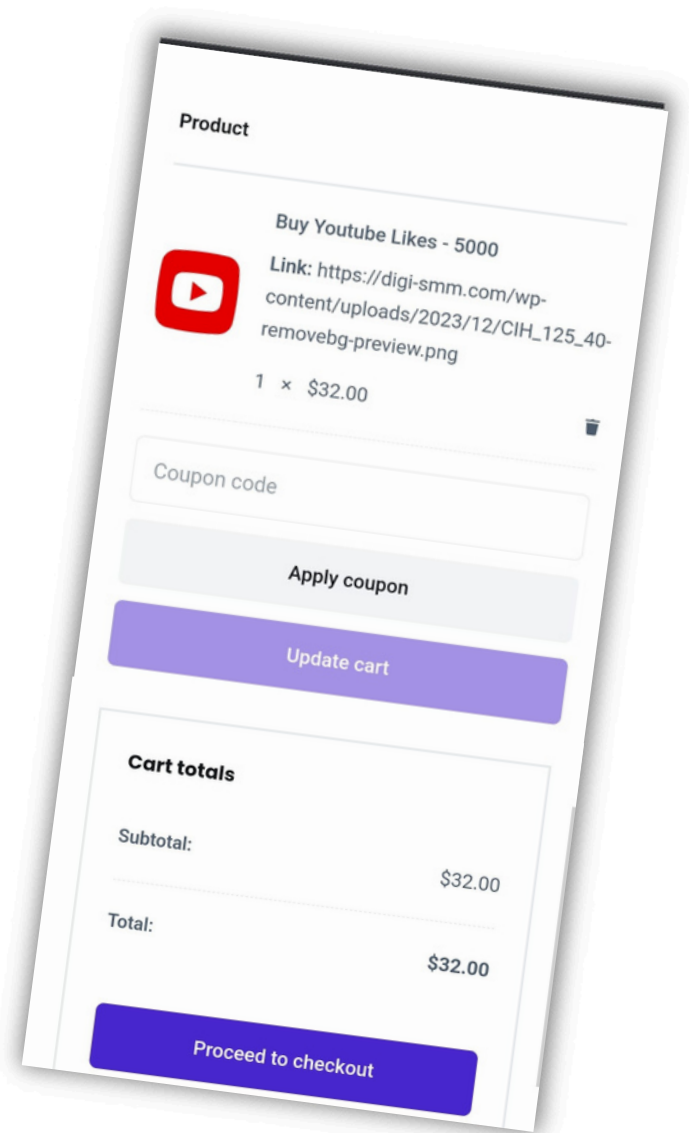 Product
Buy Youtube Likes - 5000
Link: https://digi-smm.com/wp-
content/uploads/2023/12/CIH_125_40-
removebg-preview.png
1 × $32.00
Coupon code
Apply coupon
Update cart
Cart totals
Subtotal:
$32.00
Total:
$32.00
Proceed to checkout